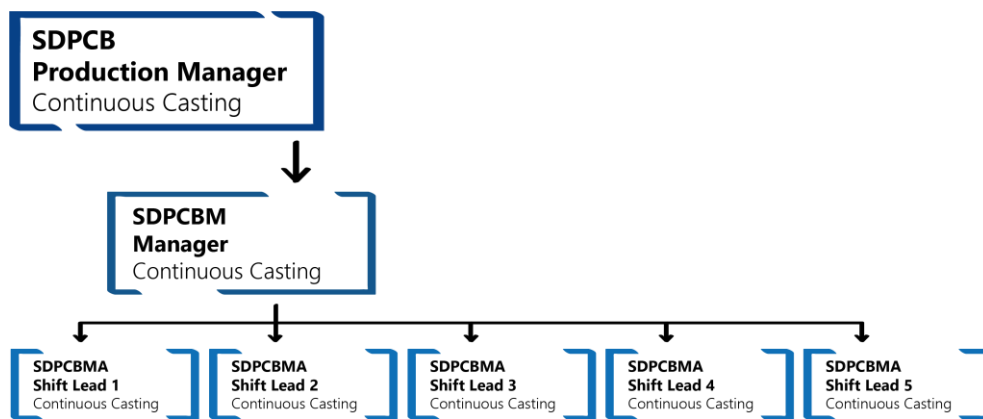 SDPCB
Production Manager
Continuous Casting
SDPCBM
Manager
Continuous Casting
SDPCBMA
Shift Lead 1
Continuous Casting
SDPCBMA
Shift Lead 2
Continuous Casting
SDPCBMA
Shift Lead 3
Continuous Casting
SDPCBMA
Shift Lead 4
Continuous Casting
SDPCBMA
Shift Lead 5
Continuous Casting